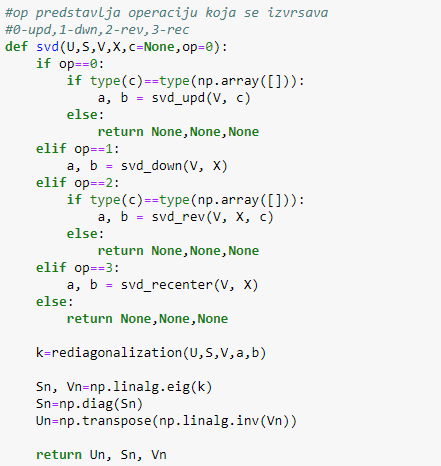 #op predstavlja operaciju koja se izvrsava
#0-upd,1-dwn,2-rev,3-rec
def svd(U,S,V,X,c=None,op=0):
    if op==0:
        if type(c)==type(np.array([])):
            a, b = svd_upd(V, c)
        else:
            return None,None,None
    elif op==1:
        a, b = svd_down(V, X)
    elif op==2:
        if type(c)==type(np.array([])):
            a, b = svd_rev(V, X, c)
        else:
            return None,None,None
    elif op==3:
        a, b = svd_recenter(V, X)
    else:
        return None,None,None

    k=rediagonalization(U,S,V,a,b)

    Sn, Vn=np.linalg.eig(k)
    Sn=np.diag(Sn)
    Un=np.transpose(np.linalg.inv(Vn))

    return Un, Sn, Vn